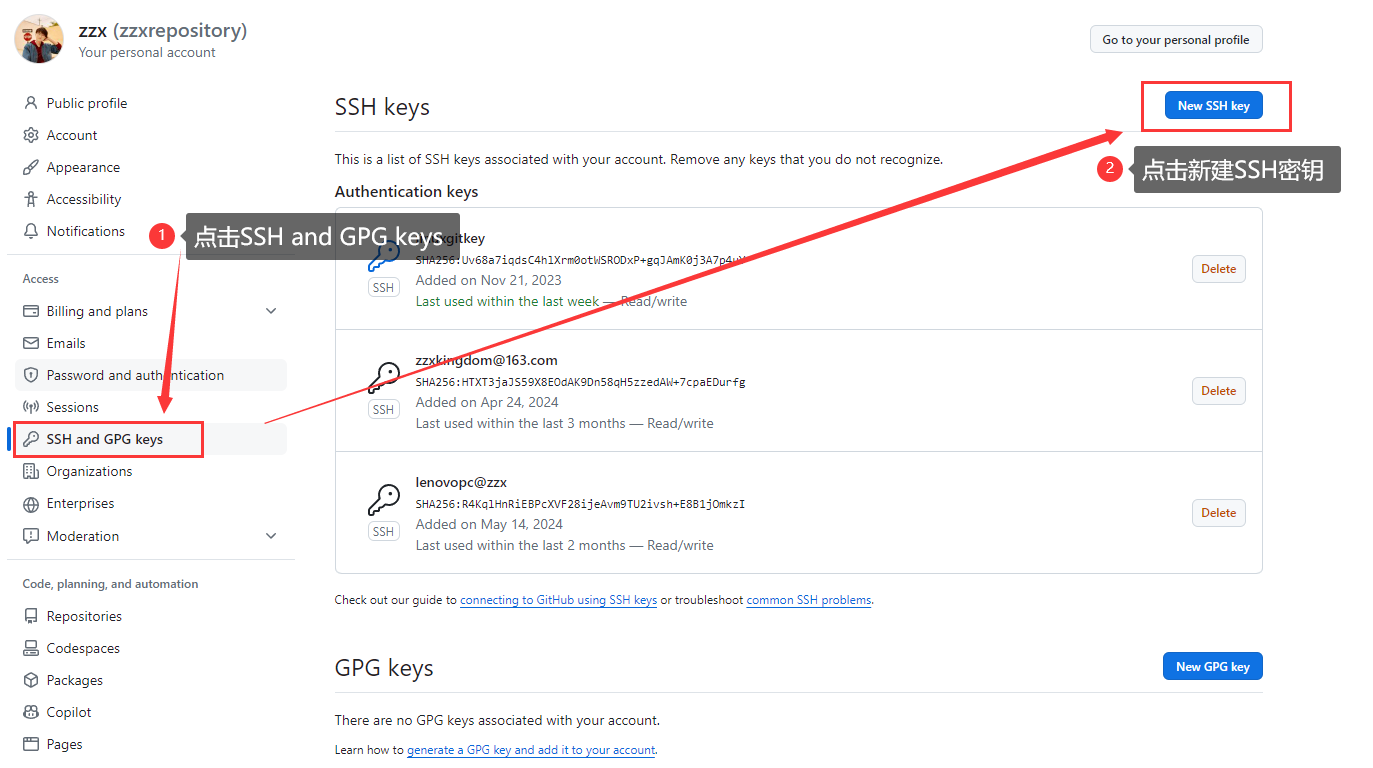 zzx (zzxrepository)
Your personal account
Go to your personal profile
Public profile
Account
Appearance
Accessibility
Notifications
Access
Billing and plans
Emails
Password and authentication
Sessions
SSH and GPG keys
Organizations
Enterprises
Moderation
Code, planning, and automation
Repositories
Codespaces
Packages
Copilot
Pages
1 点击SSH and GPG keys
SSH keys
New SSH key
2 点击新建SSH密钥
This is a list of SSH keys associated with your account. Remove any keys that you do not recognize.
Authentication keys
SSH
Added on Nov 21, 2023
Last used within the last week — Read/write
Delete
zzxkingdom@163.com
SHA256:HTXT3jaJS59X8EOdAK9Dn58qH5zzedAW+7cpaEDurfg
SSH
Added on Apr 24, 2024
Last used within the last 3 months — Read/write
Delete
lenovopc@zzx
SHA256:R4KqlHnRiEBPcXVF28ijeAvm9TU2ivsh+E8B1jOmkzI
SSH
Added on May 14, 2024
Last used within the last 2 months — Read/write
Delete
Check out our guide to connecting to GitHub using SSH keys or troubleshoot common SSH problems.
GPG keys
New GPG key
There are no GPG keys associated with your account.
Learn how to generate a GPG key and add it to your account.